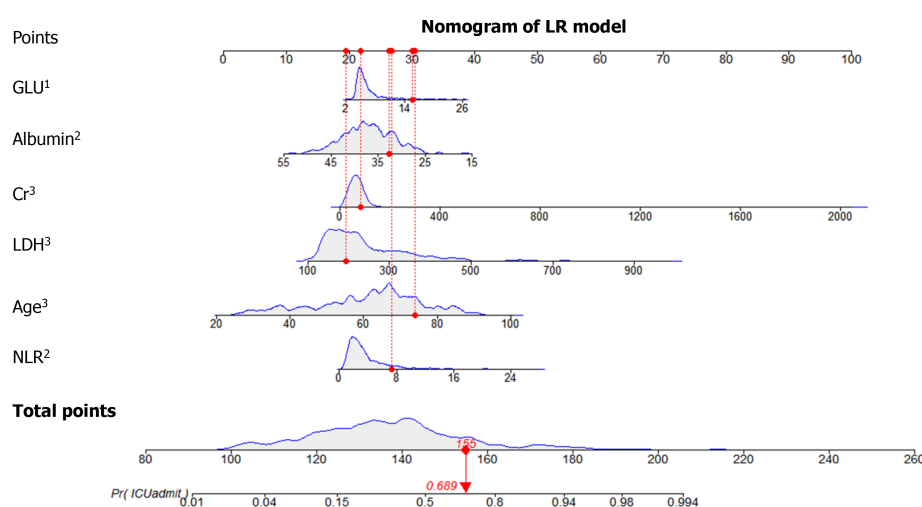 Nomogram of LR model
Points
0 10 20 30 40 50 60 70 80 90 100
GLU¹
2 14 26
Albumin²
55 45 35 25 15
Cr³
0 400 800 1200 1600 2000
LDH³
100 300 500 700 900
Age³
20 40 60 80 100
NLR²
0 8 16 24
Total points
155
80 100 120 140 160 180 200 220 240 260
0.689
Pr( ICUadmit )
0.01 0.04 0.15 0.5 0.8 0.94 0.98 0.994